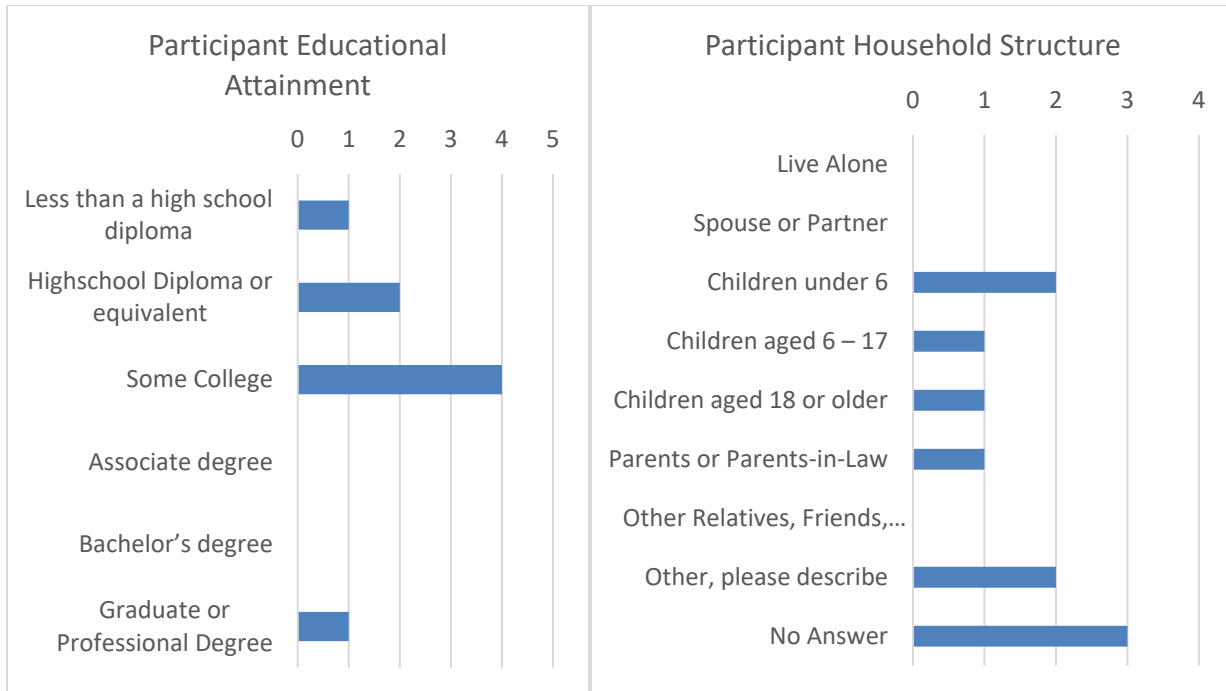 Participant Educational
Attainment
0 1 2 3 4 5
Less than a high school
diploma
Highschool Diploma or
equivalent
Some College
Associate degree
Bachelor’s degree
Graduate or
Professional Degree
Participant Household Structure
0 1 2 3 4
Live Alone
Spouse or Partner
Children under 6
Children aged 6 – 17
Children aged 18 or older
Parents or Parents-in-Law
Other Relatives, Friends,…
Other, please describe
No Answer